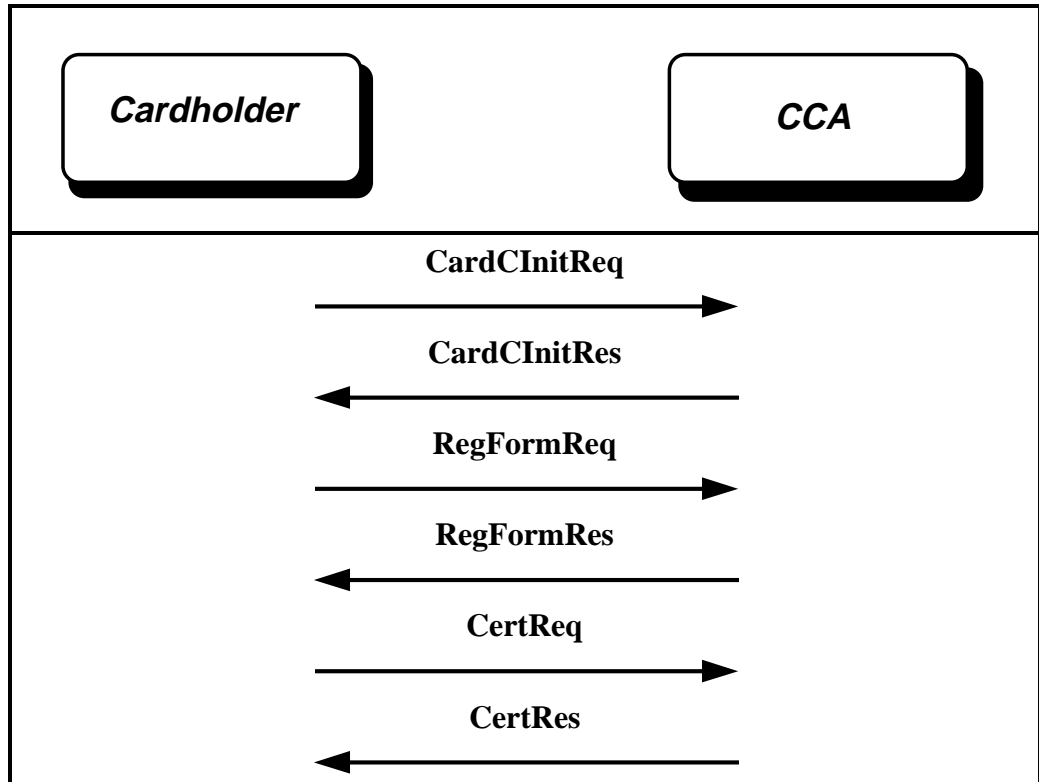 Cardholder
CCA
CardCInitReq
CardCInitRes
RegFormReq
RegFormRes
CertReq
CertRes